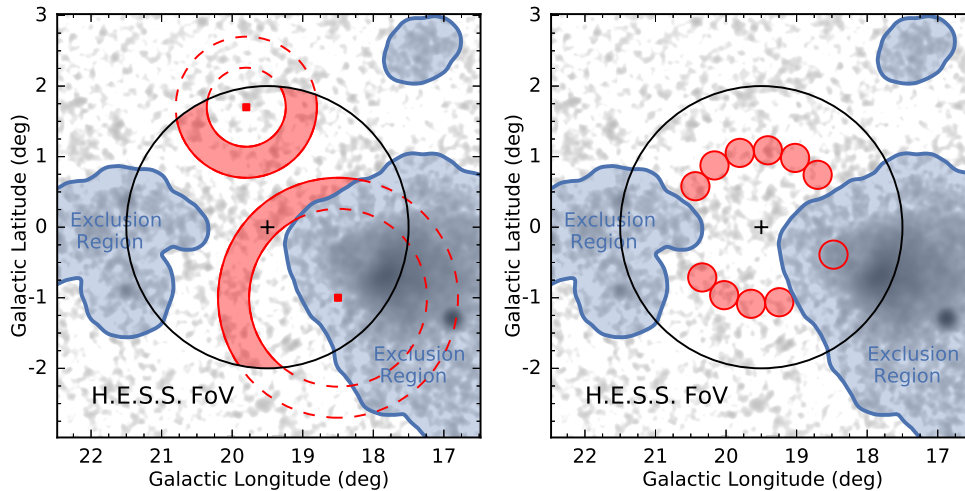 3
2
1
0
-1
-2
Galactic Latitude (deg)
Exclusion
Region
Exclusion
Region
H.E.S.S. FoV
22 21 20 19 18 17
Galactic Longitude (deg)
3
2
1
0
-1
-2
Galactic Latitude (deg)
Exclusion
Region
Exclusion
Region
H.E.S.S. FoV
22 21 20 19 18 17
Galactic Longitude (deg)